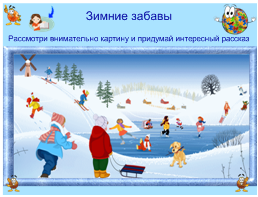 Зимние забавы
Рассмотри внимательно картину и придумай интересный рассказ